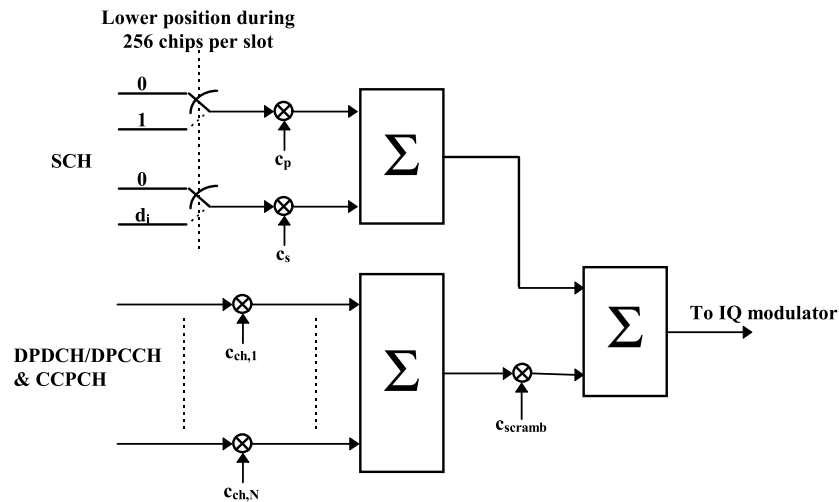 Lower position during
256 chips per slot
0
1
SCH
c_p
0
d_i
c_s
Σ
DPDCH/DPCCH
& CCPCH
c_ch,1
c_ch,N
Σ
c_scramb
Σ
To IQ modulator